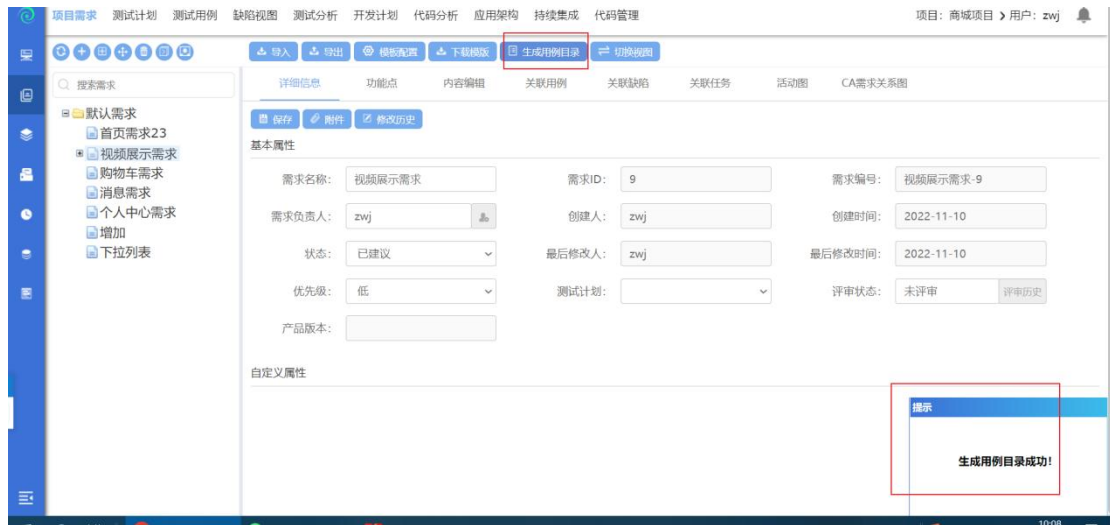 项目需求 测试计划 测试用例 缺陷视图 测试分析 开发计划 代码分析 应用架构 持续集成 代码管理 项目: 商城项目 > 用户: zwj
导入 导出 模板配置 下载模版 生成用例目录 切换视图
搜索需求
详细信息 功能点 内容编辑 关联用例 关联缺陷 关联任务 活动图 CA需求关系图
默认需求
首页需求23
视频展示需求
购物车需求
消息需求
个人中心需求
增加
下拉列表
保存 附件 修改历史
基本属性
需求名称: 视频展示需求 需求ID: 9 需求编号: 视频展示需求-9
需求负责人: zwj 创建人: zwj 创建时间: 2022-11-10
状态: 已建议 最后修改人: zwj 最后修改时间: 2022-11-10
优先级: 低 测试计划: 评审状态: 未评审 评审历史
产品版本:
自定义属性
提示
生成用例目录成功!
10:08